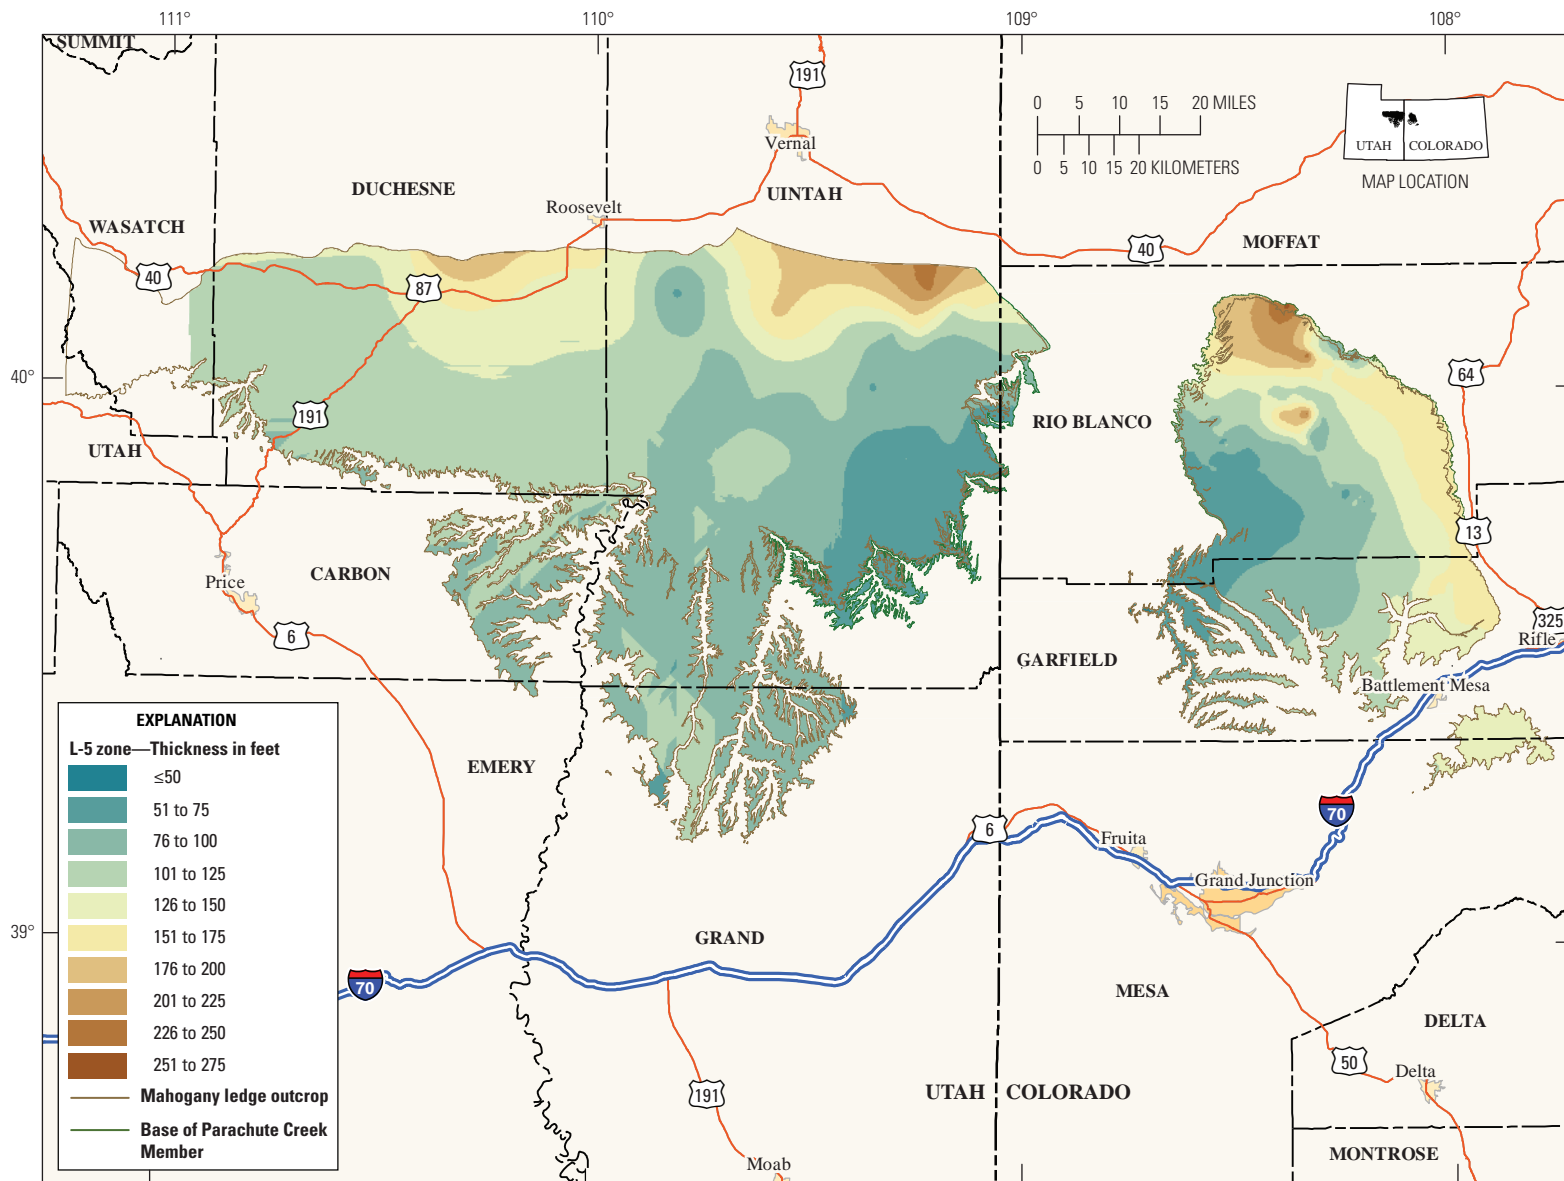 111°
110°
109°
108°
SUMMIT
191
0 5 10 15 20 MILES
0 5 10 15 20 KILOMETERS
UTAH COLORADO
MAP LOCATION
Vernal
DUCHESNE
UINTAH
Roosevelt
WASATCH
MOFFAT
40
40
87
40°
64
191
RIO BLANCO
UTAH
13
CARBON
Price
6
325
Rifle
GARFIELD
Battlement Mesa
EXPLANATION
L-5 zone—Thickness in feet
≤50
51 to 75
76 to 100
101 to 125
126 to 150
151 to 175
176 to 200
201 to 225
226 to 250
251 to 275
Mahogany ledge outcrop
Base of Parachute Creek
Member
EMERY
70
6
Fruita
Grand Junction
39°
GRAND
70
MESA
DELTA
50
Delta
191
UTAH
COLORADO
MONTROSE
Moab